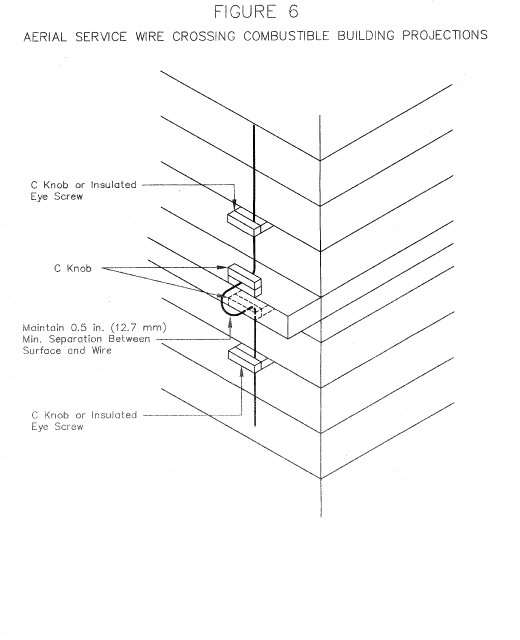 FIGURE 6
AERIAL SERVICE WIRE CROSSING COMBUSTIBLE BUILDING PROJECTIONS
C Knob or Insulated
Eye Screw
C Knob
Maintain 0.5 in. (12.7 mm)
Min. Separation Between
Surface and Wire
C Knob or Insulated
Eye Screw